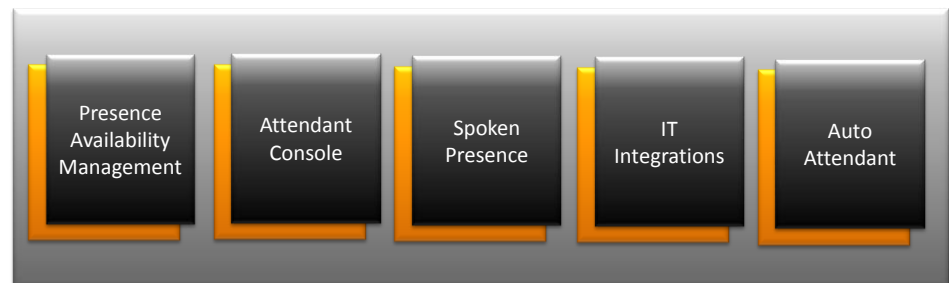 Presence
Availability
Management
Attendant
Console
Spoken
Presence
IT
Integrations
Auto
Attendant